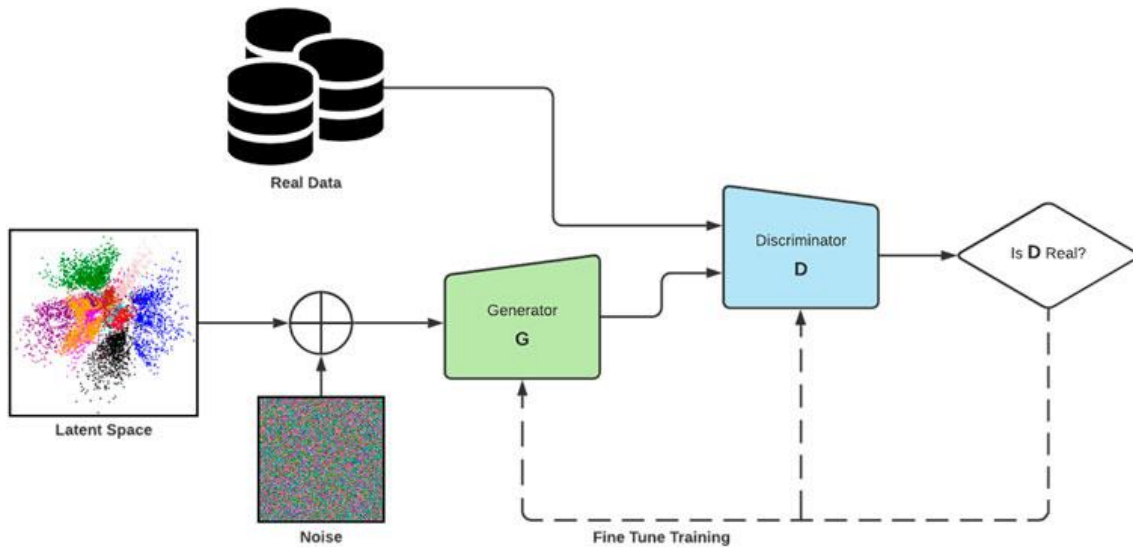 Real Data
Discriminator
D
Is D Real?
Generator
G
Latent Space
Noise
Fine Tune Training